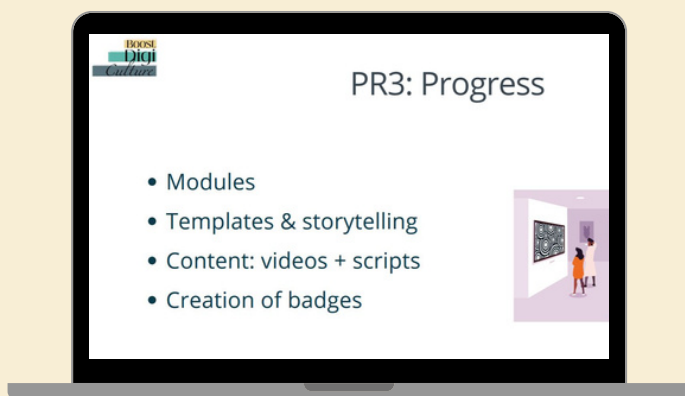 Boost
Digi
Culture
PR3: Progress
• Modules
• Templates & storytelling
• Content: videos + scripts
• Creation of badges